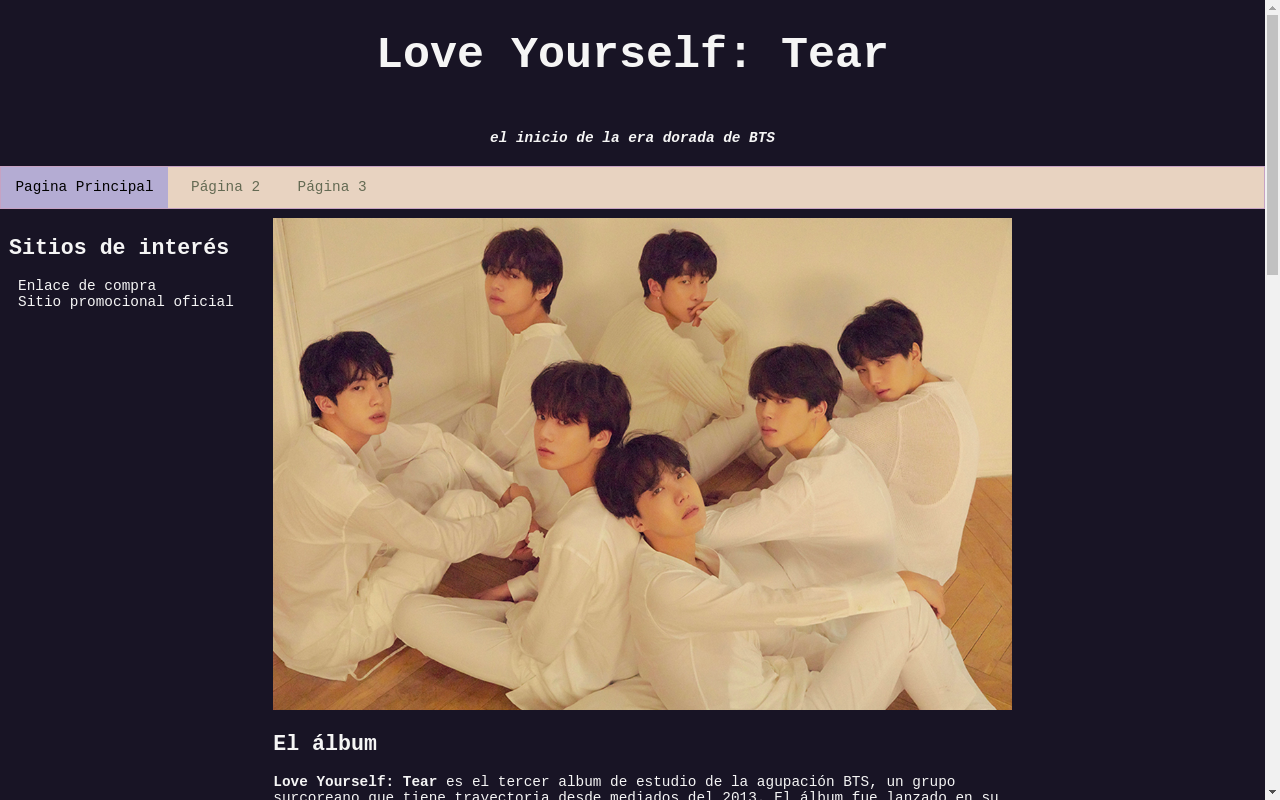 Love Yourself: Tear
el inicio de la era dorada de BTS
Pagina Principal
Página 2
Página 3
Sitios de interés
Enlace de compra
Sitio promocional oficial
El álbum
Love Yourself: Tear es el tercer album de estudio de la agupación BTS, un grupo
surcoreano que tiene trayectoria desde mediados del 2013. El álbum fue lanzado en su